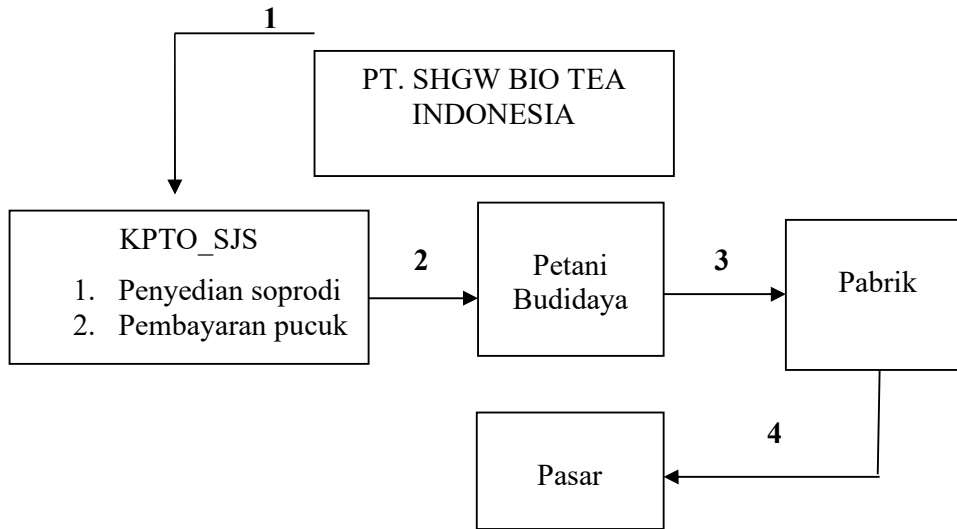 1
PT. SHGW BIO TEA
INDONESIA
KPTO_SJS
1. Penyedian soprodi
2. Pembayaran pucuk
2
Petani
Budidaya
3
Pabrik
4
Pasar